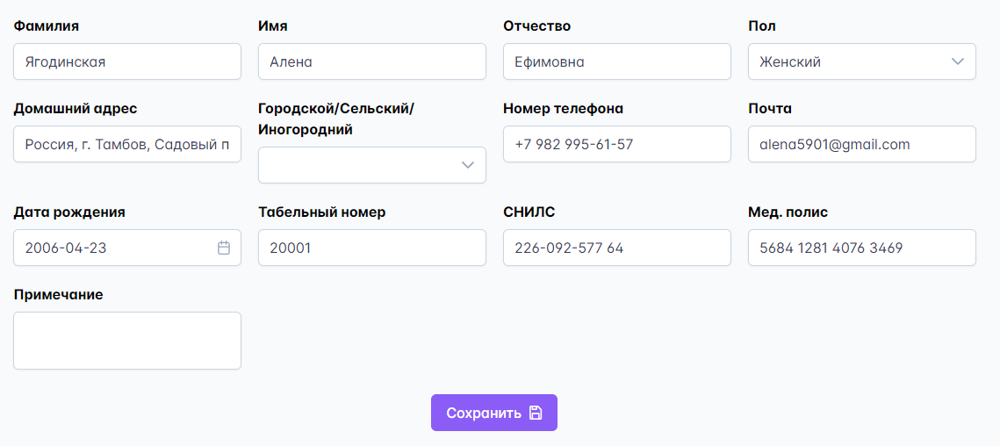 Фамилия
Имя
Отчество
Пол
Ягодинская
Алена
Ефимовна
Женский
Домашний адрес
Городской/Сельский/
Иногородний
Номер телефона
Почта
Россия, г. Тамбов, Садовый п
+7 982 995-61-57
alena5901@gmail.com
Дата рождения
Табельный номер
СНИЛС
Мед. полис
2006-04-23
20001
226-092-577 64
5684 1281 4076 3469
Примечание
Сохранить